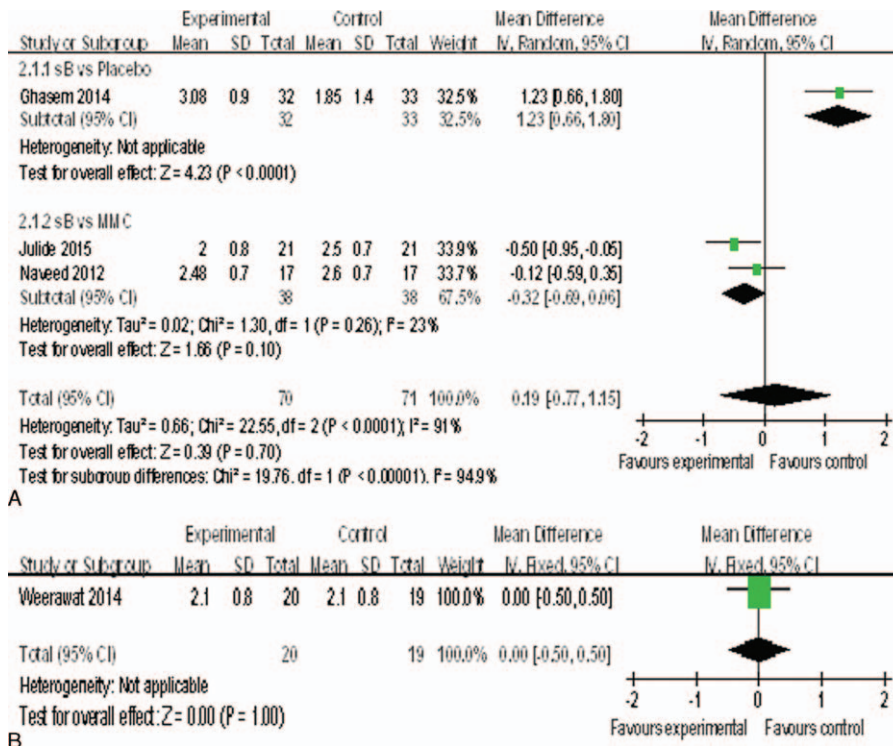 Experimental Control Mean Difference Mean Difference
Study or Subgroup Mean SD Total Mean SD Total Weight IV, Random, 95% CI IV, Random, 95% CI
2.1.1 sB vs Placebo
Ghasem 2014 3.08 0.9 32 1.85 1.4 33 32.5% 1.23 [0.66, 1.80]
Subtotal (95% CI) 32 33 32.5% 1.23 [0.66, 1.80]
Heterogeneity: Not applicable
Test for overall effect: Z = 4.23 (P < 0.0001)
2.1.2 sB vs MMC
Julide 2015 2 0.8 21 2.5 0.7 21 33.9% -0.50 [-0.95, -0.05]
Naveed 2012 2.48 0.7 17 2.6 0.7 17 33.7% -0.12 [-0.59, 0.35]
Subtotal (95% CI) 38 38 67.5% -0.32 [-0.69, 0.06]
Heterogeneity: Tau² = 0.02; Chi² = 1.30, df = 1 (P = 0.26); I² = 23%
Test for overall effect: Z = 1.66 (P = 0.10)
Total (95% CI) 70 71 100.0% 0.19 [-0.77, 1.15]
Heterogeneity: Tau² = 0.66; Chi² = 22.55, df = 2 (P < 0.0001); I² = 91%
Test for overall effect: Z = 0.39 (P = 0.70)
Test for subgroup differences: Chi² = 19.76, df = 1 (P < 0.00001), I² = 94.9%
-2 -1 0 1 2
Favours experimental Favours control
A
Experimental Control Mean Difference Mean Difference
Study or Subgroup Mean SD Total Mean SD Total Weight IV, Fixed, 95% CI IV, Fixed, 95% CI
Weerawat 2014 2.1 0.8 20 2.1 0.8 19 100.0% 0.00 [-0.50, 0.50]
Total (95% CI) 20 19 100.0% 0.00 [-0.50, 0.50]
Heterogeneity: Not applicable
Test for overall effect: Z = 0.00 (P = 1.00)
-2 -1 0 1 2
Favours experimental Favours control
B